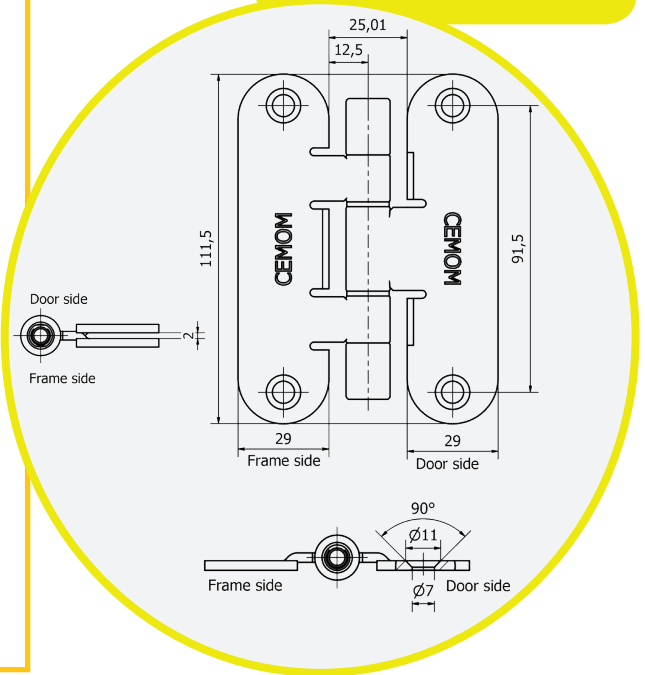 25,01
12,5
111,5
CEMOM
CEMOM
91,5
Door side
2
Frame side
29
29
Frame side
Door side
90°
Ø11
Frame side
Door side
Ø7